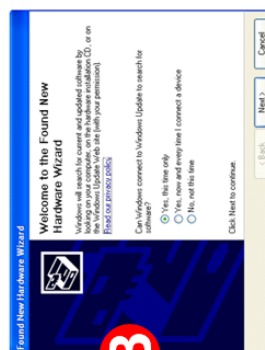 Found New Hardware Wizard
Welcome to the Found New
Hardware Wizard
Windows will search for current and updated software by
looking on your computer, on the hardware installation CD, or on
the Windows Update Web site (with your permission).
Read our privacy policy
Can Windows connect to Windows Update to search for
software?
Yes, this time only
Yes, now and every time I connect a device
No, not this time
Click Next to continue.
< Back
Next >
Cancel
3